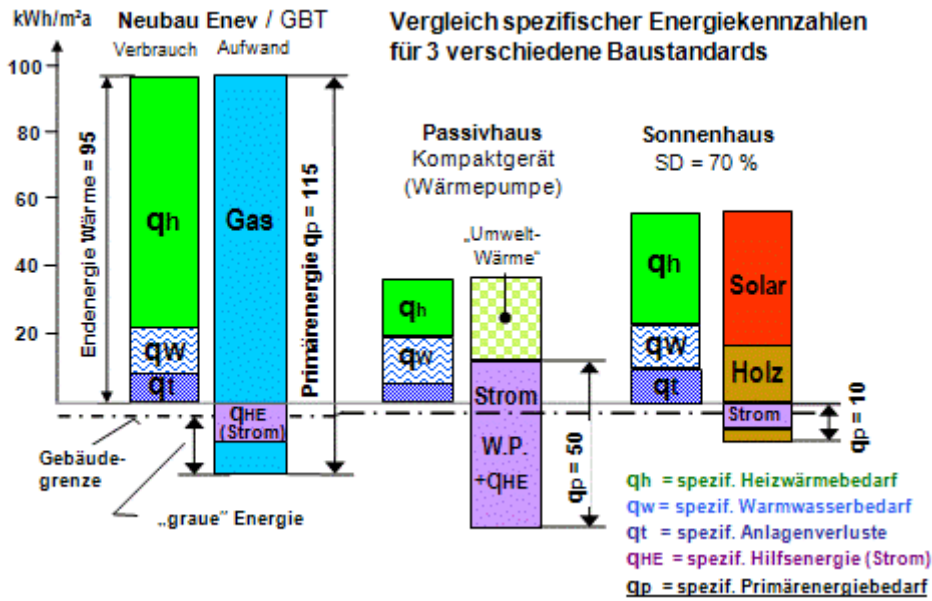 kWh/m²a
Neubau Enev / GBT
Verbrauch Aufwand
Vergleich spezifischer Energiekennzahlen
für 3 verschiedene Baustandards
100
80
60
40
20
Endenergie Wärme = 95
qh
qw
qt
Gas
qHE
(Strom)
Primärenergie qp = 115
Gebäude-
grenze
„graue" Energie
Passivhaus
Kompaktgerät
(Wärmepumpe)
„Umwelt-
Wärme"
qh
qw
Strom
W.P.
+qHE
qp = 50
Sonnenhaus
SD = 70 %
qh
qw
qt
Solar
Holz
Strom
qp = 10
qh = spezif. Heizwärmebedarf
qw = spezif. Warmwasserbedarf
qt = spezif. Anlagenverluste
qHE = spezif. Hilfsenergie (Strom)
qp = spezif. Primärenergiebedarf